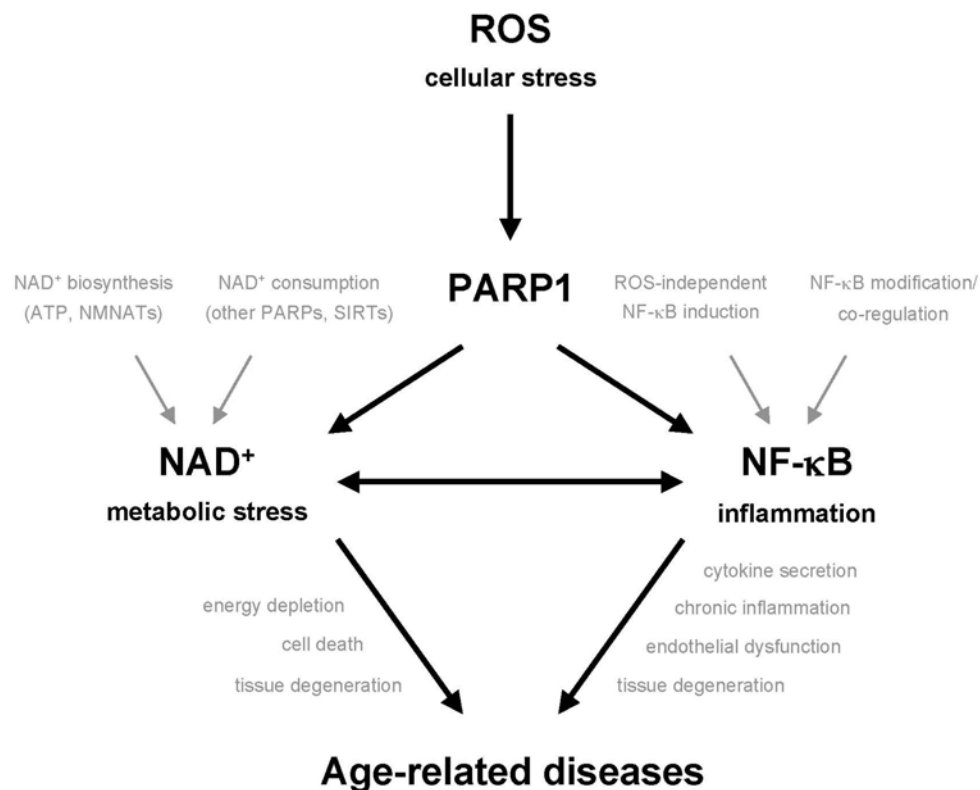 ROS
cellular stress
NAD⁺ biosynthesis
(ATP, NMNATs)
NAD⁺ consumption
(other PARPs, SIRTs)
PARP1
ROS-independent
NF-κB induction
NF-κB modification/
co-regulation
NAD⁺
metabolic stress
NF-κB
inflammation
energy depletion
cell death
tissue degeneration
cytokine secretion
chronic inflammation
endothelial dysfunction
tissue degeneration
Age-related diseases